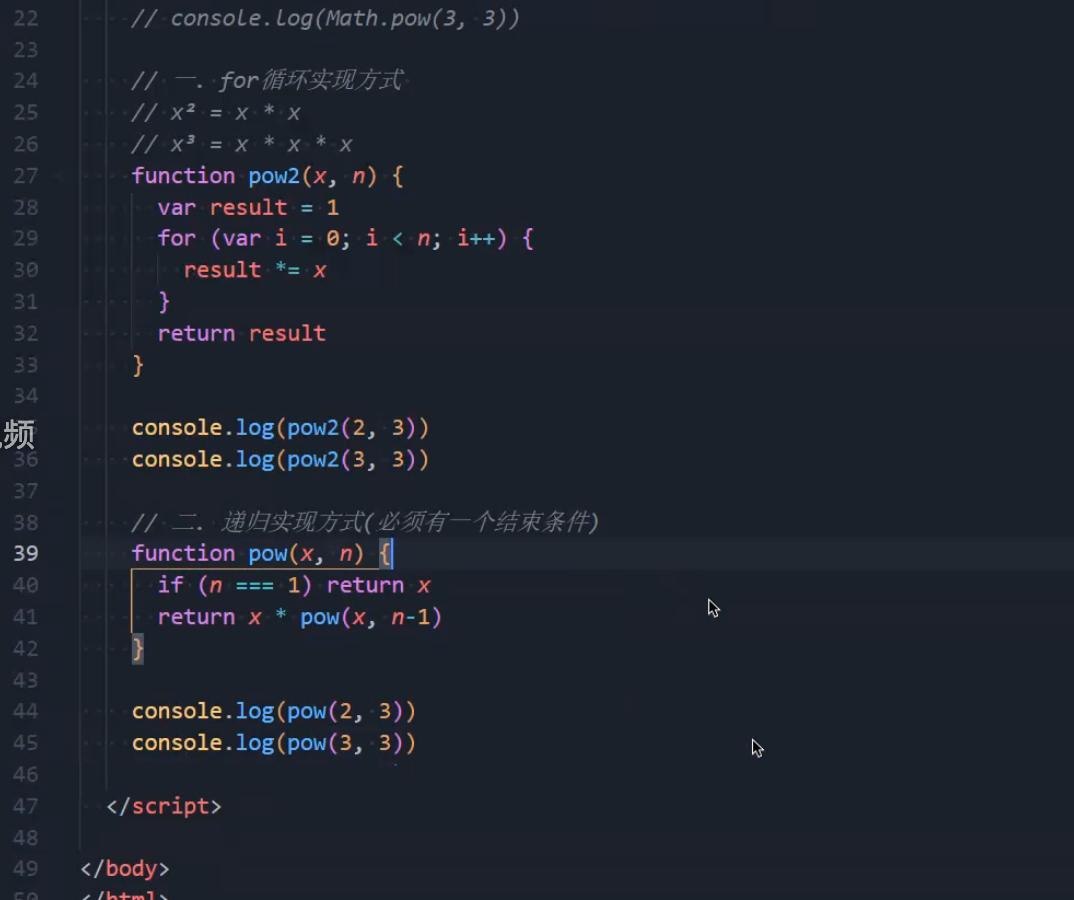 22 // console.log(Math.pow(3, 3))
23
24 // 一. for循环实现方式
25 // x² = x * x
26 // x³ = x * x * x
27 function pow2(x, n) {
28 var result = 1
29 for (var i = 0; i < n; i++) {
30 result *= x
31 }
32 return result
33 }
34
频
console.log(pow2(2, 3))
36 console.log(pow2(3, 3))
37
38 // 二. 递归实现方式(必须有一个结束条件)
39 function pow(x, n) {
40 if (n === 1) return x
41 return x * pow(x, n-1)
42 }
43
44 console.log(pow(2, 3))
45 console.log(pow(3, 3))
46
47 </script>
48
49 </body>
50 </html>